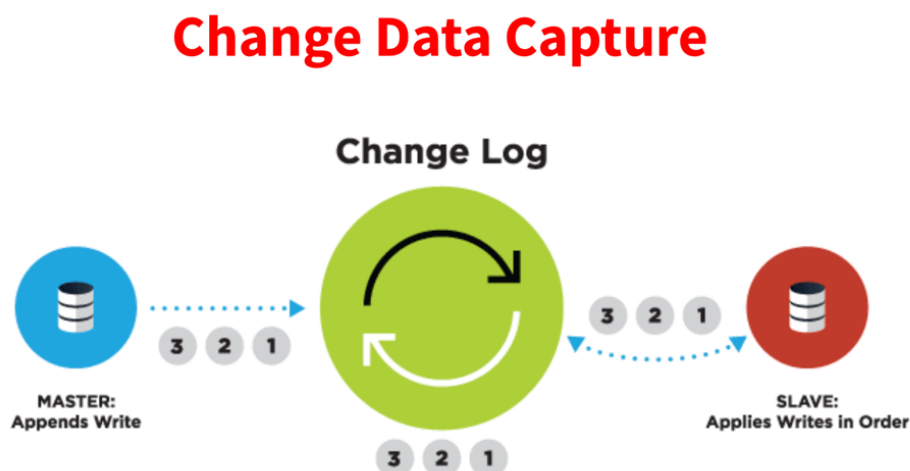 Change Data Capture
Change Log
3 2 1
3 2 1
MASTER:
Appends Write
SLAVE:
Applies Writes in Order
3 2 1